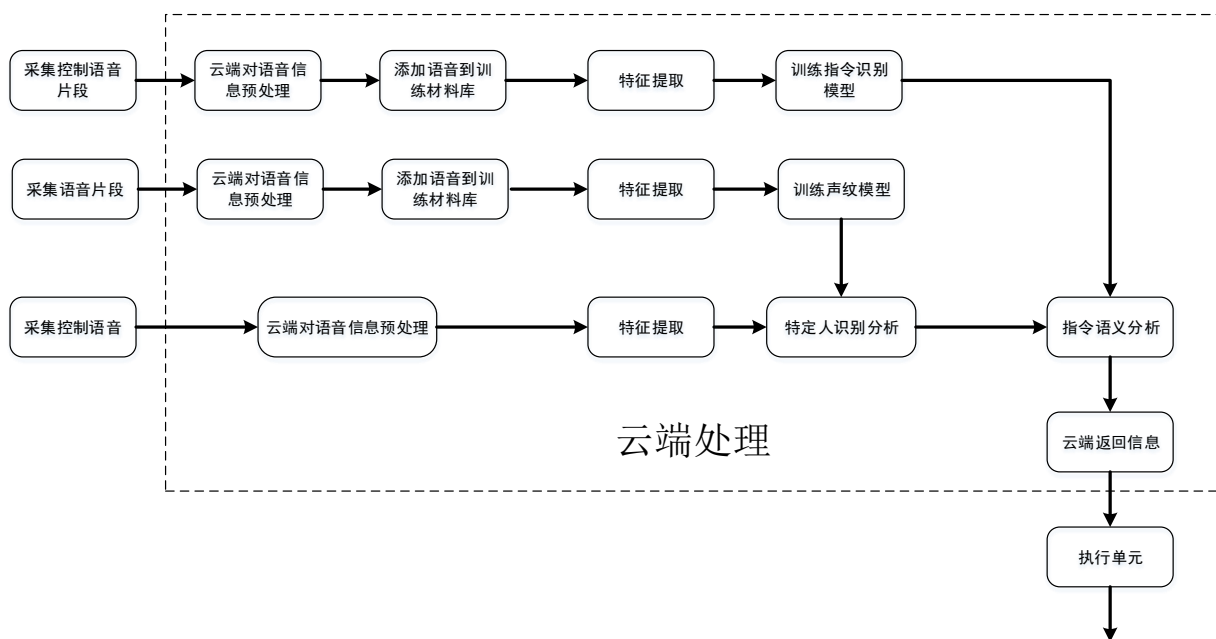 采集控制语音
片段
云端对语音信
息预处理
添加语音到训
练材料库
特征提取
训练指令识别
模型
采集语音片段
云端对语音信
息预处理
添加语音到训
练材料库
特征提取
训练声纹模型
采集控制语音
云端对语音信息预处理
特征提取
特定人识别分析
指令语义分析
云端处理
云端返回信息
执行单元